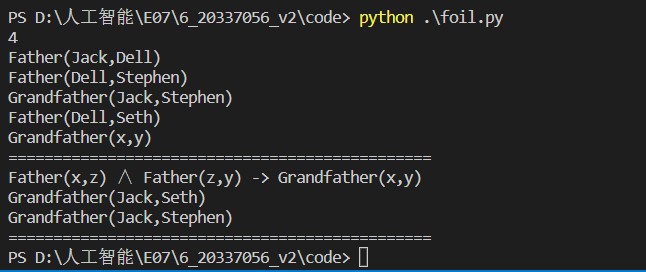 PS D:\人工智能\E07\6_20337056_v2\code> python .\foil.py
4
Father(Jack,Dell)
Father(Dell,Stephen)
Grandfather(Jack,Stephen)
Father(Dell,Seth)
Grandfather(x,y)
===============================================
Father(x,z) ∧ Father(z,y) -> Grandfather(x,y)
Grandfather(Jack,Seth)
Grandfather(Jack,Stephen)
===============================================
PS D:\人工智能\E07\6_20337056_v2\code>